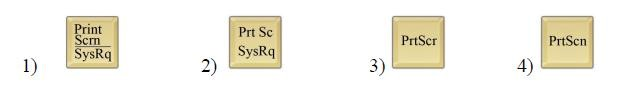 1) Print
Scrn
SysRq
2) Prt Sc
SysRq
3) PrtScr
4) PrtScn